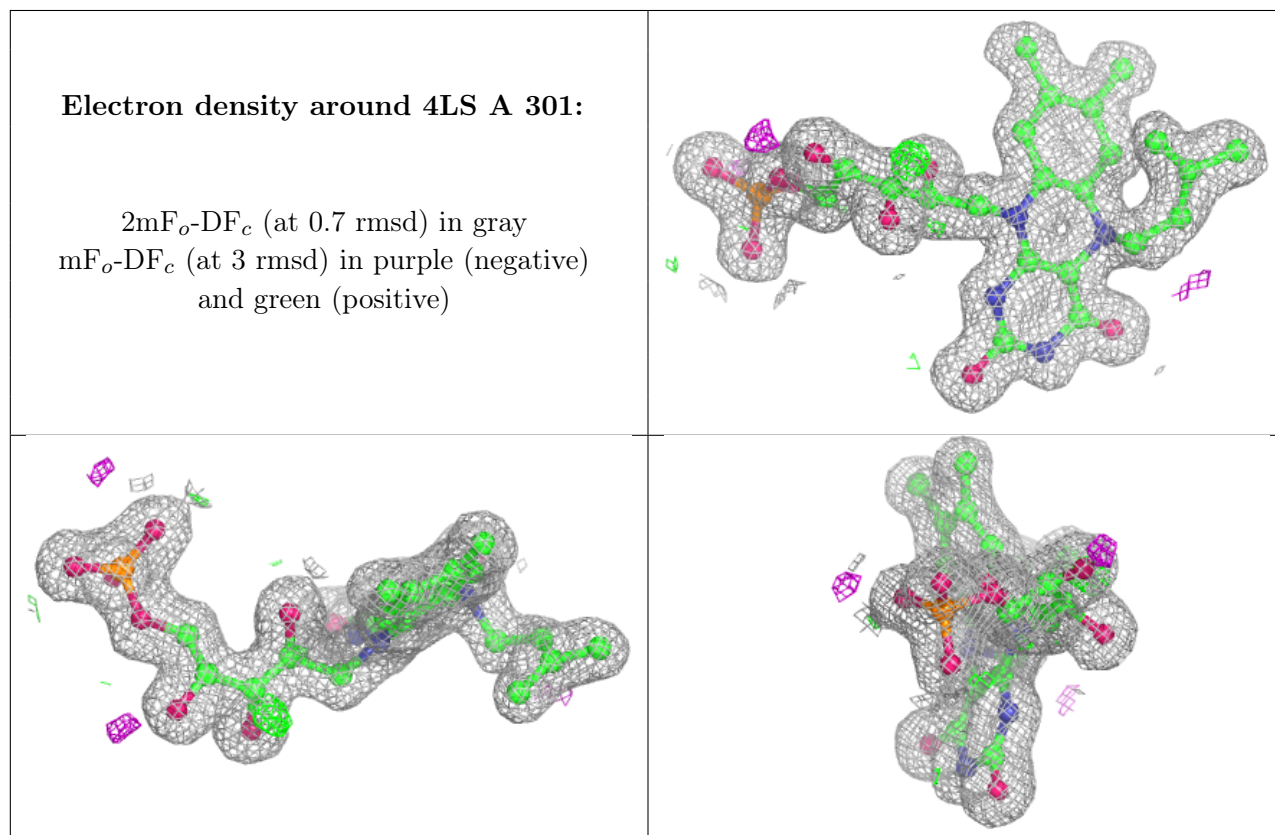 Electron density around 4LS A 301:
2mFₒ-DF𝒸 (at 0.7 rmsd) in gray
mFₒ-DF𝒸 (at 3 rmsd) in purple (negative)
and green (positive)